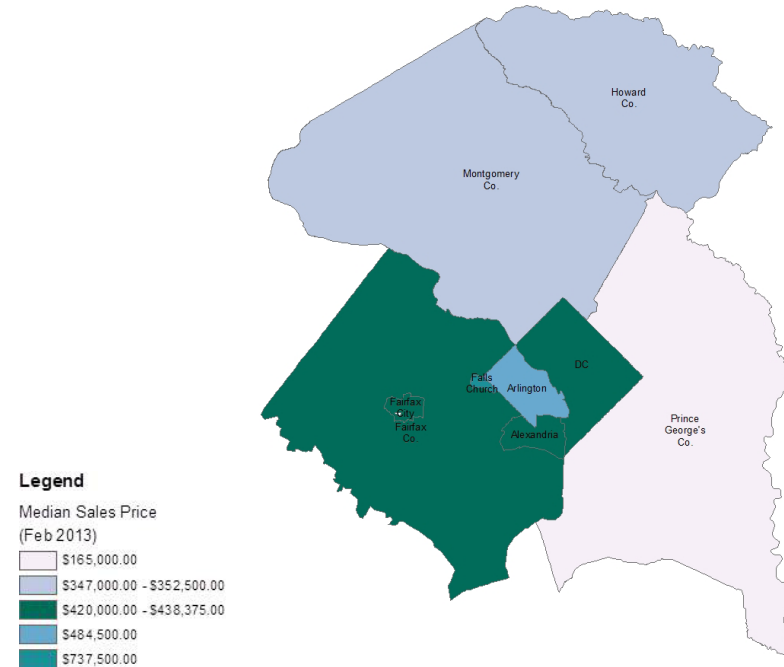 Howard
Co.
Montgomery
Co.
DC
Falls
Church
Arlington
Fairfax
City
Fairfax
Co.
Alexandria
Prince
George's
Co.
Legend
Median Sales Price
(Feb 2013)
$165,000.00
$347,000.00 - $352,500.00
$420,000.00 - $438,375.00
$484,500.00
$737,500.00